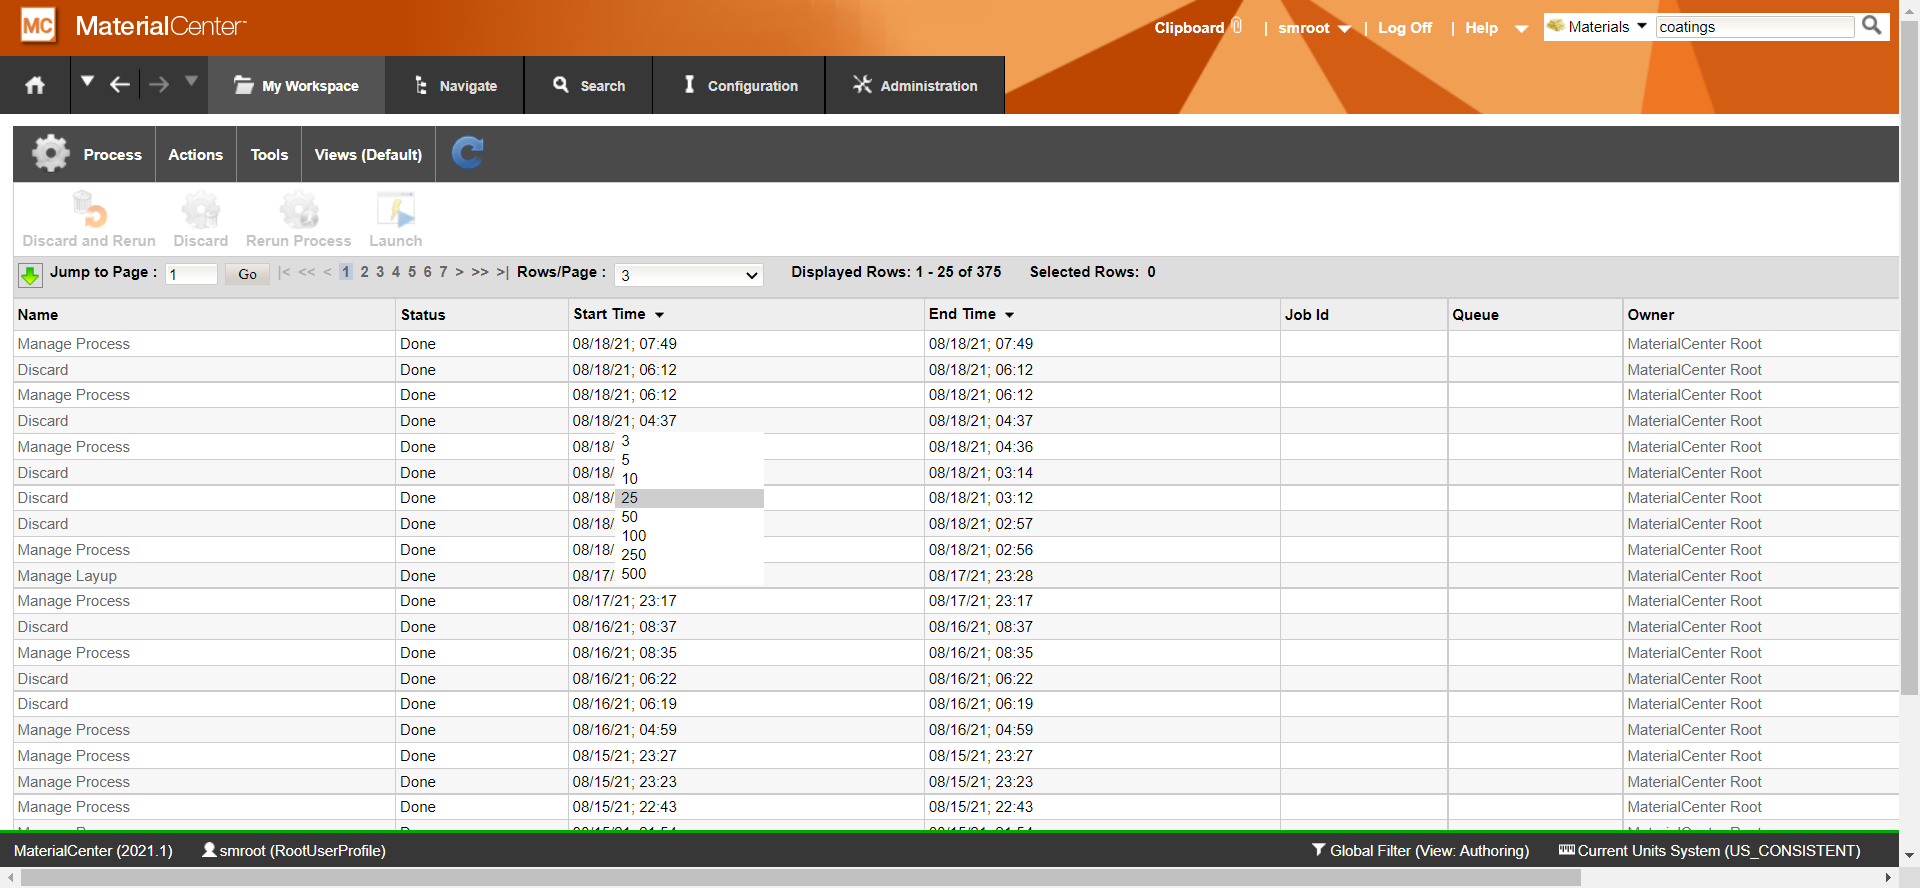 MC MaterialCenter
Clipboard | smroot | Log Off | Help Materials coatings
My Workspace Navigate Search Configuration Administration
Process Actions Tools Views (Default)
Discard and Rerun Discard Rerun Process Launch
Jump to Page : 1 Go |< << < 1 2 3 4 5 6 7 > >> >| Rows/Page : 3 Displayed Rows: 1 - 25 of 375 Selected Rows: 0
Name Status Start Time End Time Job Id Queue Owner
Manage Process Done 08/18/21; 07:49 08/18/21; 07:49 MaterialCenter Root
Discard Done 08/18/21; 06:12 08/18/21; 06:12 MaterialCenter Root
Manage Process Done 08/18/21; 06:12 08/18/21; 06:12 MaterialCenter Root
Discard Done 08/18/21; 04:37 08/18/21; 04:37 MaterialCenter Root
Manage Process Done 08/18/ 08/18/21; 04:36 MaterialCenter Root
Discard Done 08/18/ 08/18/21; 03:14 MaterialCenter Root
Discard Done 08/18/ 08/18/21; 03:12 MaterialCenter Root
Discard Done 08/18/ 08/18/21; 02:57 MaterialCenter Root
Manage Process Done 08/18/ 08/18/21; 02:56 MaterialCenter Root
Manage Layup Done 08/17/ 08/17/21; 23:28 MaterialCenter Root
3
5
10
25
50
100
250
500
Manage Process Done 08/17/21; 23:17 08/17/21; 23:17 MaterialCenter Root
Discard Done 08/16/21; 08:37 08/16/21; 08:37 MaterialCenter Root
Manage Process Done 08/16/21; 08:35 08/16/21; 08:35 MaterialCenter Root
Discard Done 08/16/21; 06:22 08/16/21; 06:22 MaterialCenter Root
Discard Done 08/16/21; 06:19 08/16/21; 06:19 MaterialCenter Root
Manage Process Done 08/16/21; 04:59 08/16/21; 04:59 MaterialCenter Root
Manage Process Done 08/15/21; 23:27 08/15/21; 23:27 MaterialCenter Root
Manage Process Done 08/15/21; 23:23 08/15/21; 23:23 MaterialCenter Root
Manage Process Done 08/15/21; 22:43 08/15/21; 22:43 MaterialCenter Root
MaterialCenter (2021.1) smroot (RootUserProfile) Global Filter (View: Authoring) Current Units System (US_CONSISTENT)